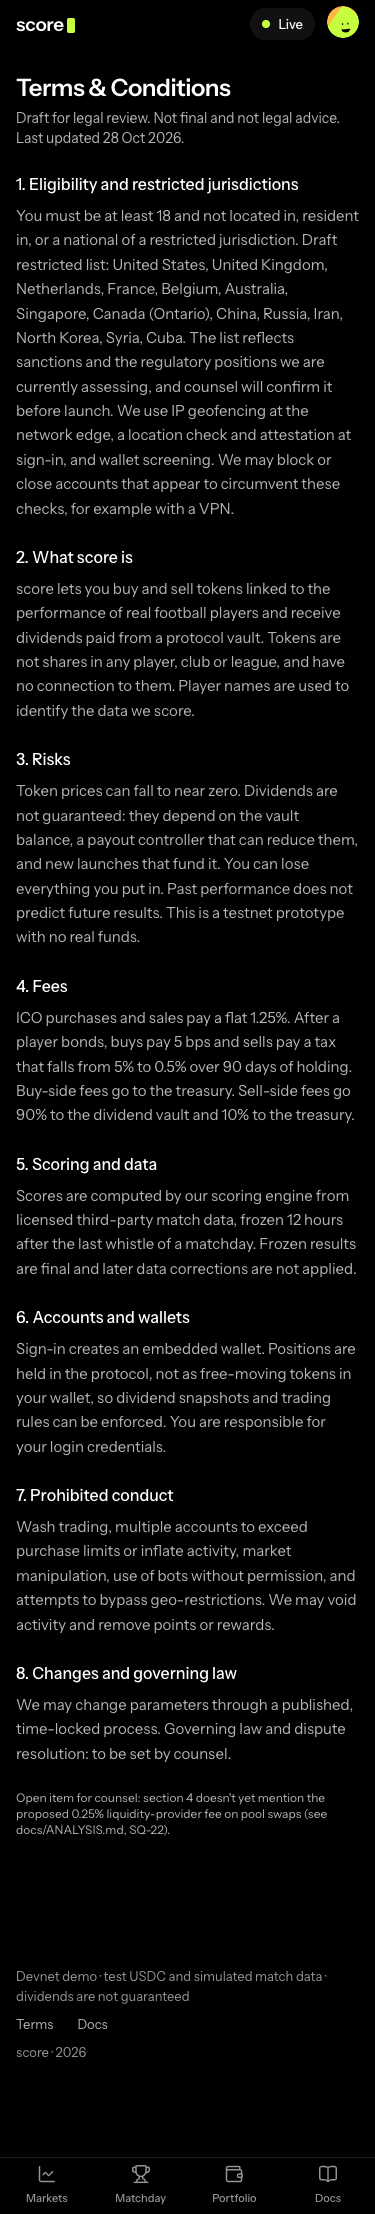 score
Live
Terms & Conditions
Draft for legal review. Not final and not legal advice.
Last updated 28 Oct 2026.
1. Eligibility and restricted jurisdictions
You must be at least 18 and not located in, resident
in, or a national of a restricted jurisdiction. Draft
restricted list: United States, United Kingdom,
Netherlands, France, Belgium, Australia,
Singapore, Canada (Ontario), China, Russia, Iran,
North Korea, Syria, Cuba. The list reflects
sanctions and the regulatory positions we are
currently assessing, and counsel will confirm it
before launch. We use IP geofencing at the
network edge, a location check and attestation at
sign-in, and wallet screening. We may block or
close accounts that appear to circumvent these
checks, for example with a VPN.
2. What score is
score lets you buy and sell tokens linked to the
performance of real football players and receive
dividends paid from a protocol vault. Tokens are
not shares in any player, club or league, and have
no connection to them. Player names are used to
identify the data we score.
3. Risks
Token prices can fall to near zero. Dividends are
not guaranteed: they depend on the vault
balance, a payout controller that can reduce them,
and new launches that fund it. You can lose
everything you put in. Past performance does not
predict future results. This is a testnet prototype
with no real funds.
4. Fees
ICO purchases and sales pay a flat 1.25%. After a
player bonds, buys pay 5 bps and sells pay a tax
that falls from 5% to 0.5% over 90 days of holding.
Buy-side fees go to the treasury. Sell-side fees go
90% to the dividend vault and 10% to the treasury.
5. Scoring and data
Scores are computed by our scoring engine from
licensed third-party match data, frozen 12 hours
after the last whistle of a matchday. Frozen results
are final and later data corrections are not applied.
6. Accounts and wallets
Sign-in creates an embedded wallet. Positions are
held in the protocol, not as free-moving tokens in
your wallet, so dividend snapshots and trading
rules can be enforced. You are responsible for
your login credentials.
7. Prohibited conduct
Wash trading, multiple accounts to exceed
purchase limits or inflate activity, market
manipulation, use of bots without permission, and
attempts to bypass geo-restrictions. We may void
activity and remove points or rewards.
8. Changes and governing law
We may change parameters through a published,
time-locked process. Governing law and dispute
resolution: to be set by counsel.
Open item for counsel: section 4 doesn't yet mention the
proposed 0.25% liquidity-provider fee on pool swaps (see
docs/ANALYSIS.md, SQ-22).
Devnet demo · test USDC and simulated match data ·
dividends are not guaranteed
Terms Docs
score · 2026
Markets Matchday Portfolio Docs